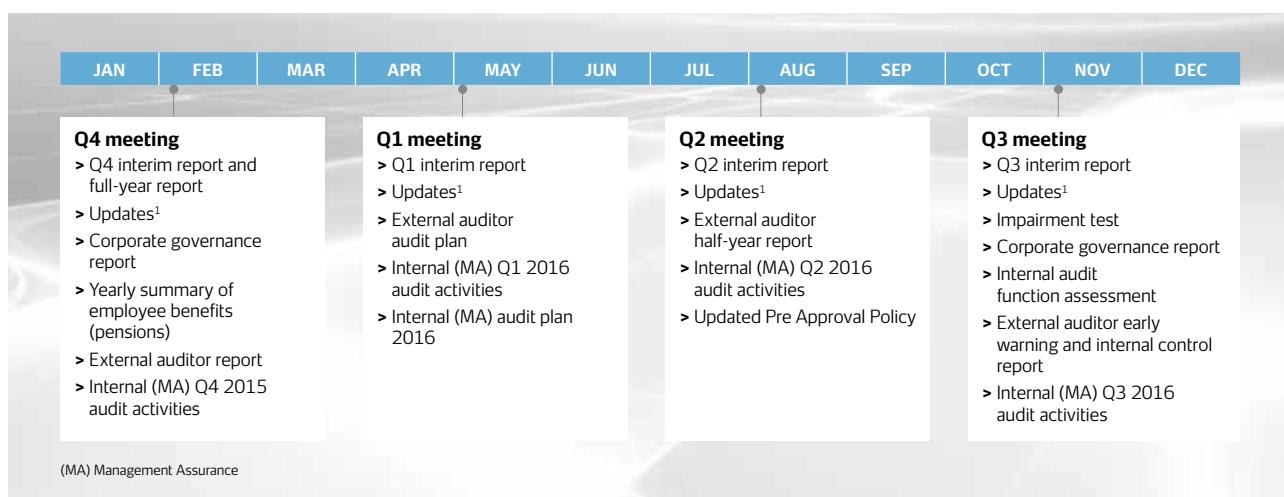 JAN FEB MAR APR MAY JUN JUL AUG SEP OCT NOV DEC
Q4 meeting
> Q4 interim report and
full-year report
> Updates¹
> Corporate governance
report
> Yearly summary of
employee benefits
(pensions)
> External auditor report
> Internal (MA) Q4 2015
audit activities
Q1 meeting
> Q1 interim report
> Updates¹
> External auditor
audit plan
> Internal (MA) Q1 2016
audit activities
> Internal (MA) audit plan
2016
Q2 meeting
> Q2 interim report
> Updates¹
> External auditor
half-year report
> Internal (MA) Q2 2016
audit activities
> Updated Pre Approval Policy
Q3 meeting
> Q3 interim report
> Updates¹
> Impairment test
> Corporate governance report
> Internal audit
function assessment
> External auditor early
warning and internal control
report
> Internal (MA) Q3 2016
audit activities
(MA) Management Assurance